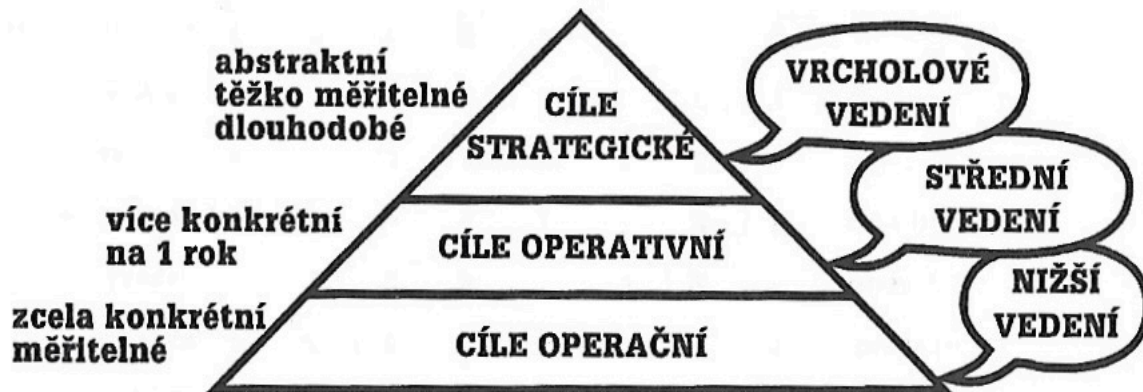 abstraktní
těžko měřitelné
dlouhodobé
CÍLE
STRATEGICKÉ
VRCHOLOVÉ
VEDENÍ
více konkrétní
na 1 rok
CÍLE OPERATIVNÍ
STŘEDNÍ
VEDENÍ
zcela konkrétní
měřitelné
CÍLE OPERAČNÍ
NIŽŠÍ
VEDENÍ